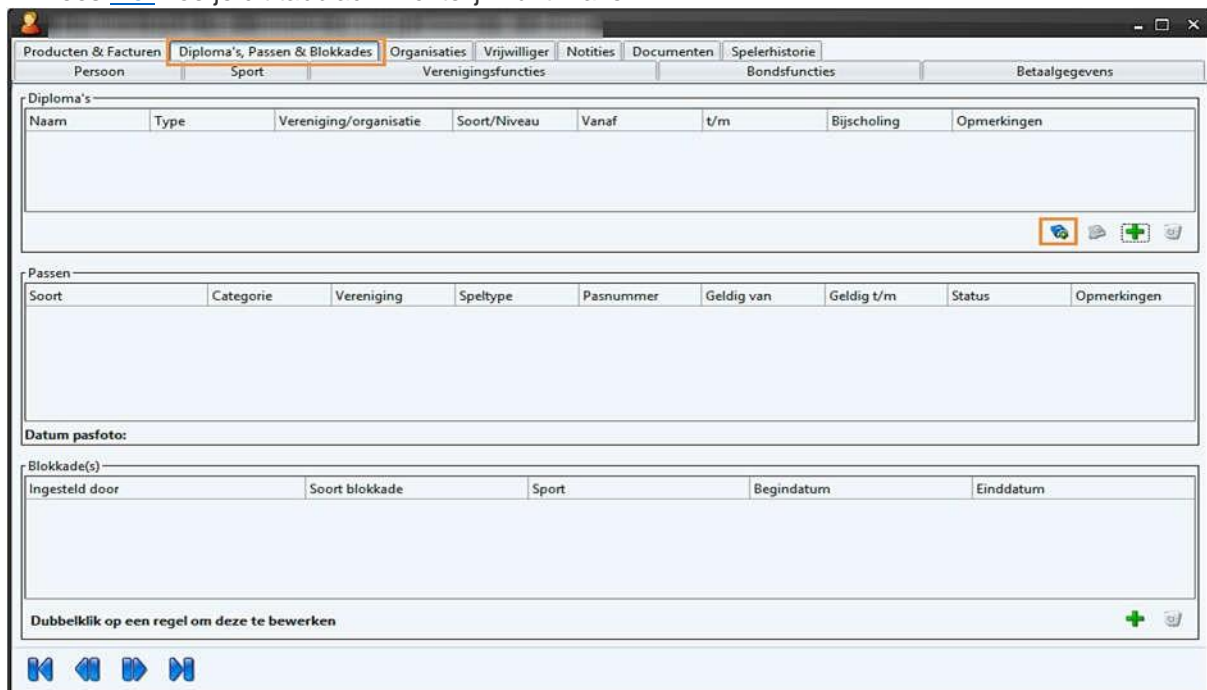 Producten & Facturen Diploma's, Passen & Blokkades Organisaties Vrijwilliger Notities Documenten Spelerhistorie
Persoon Sport Verenigingsfuncties Bondsfuncties Betaalgegevens
Diploma's
Naam Type Vereniging/organisatie Soort/Niveau Vanaf t/m Bijscholing Opmerkingen
Passen
Soort Categorie Vereniging Speltype Pasnummer Geldig van Geldig t/m Status Opmerkingen
Datum pasfoto:
Blokkade(s)
Ingesteld door Soort blokkade Sport Begindatum Einddatum
Dubbelklik op een regel om deze te bewerken